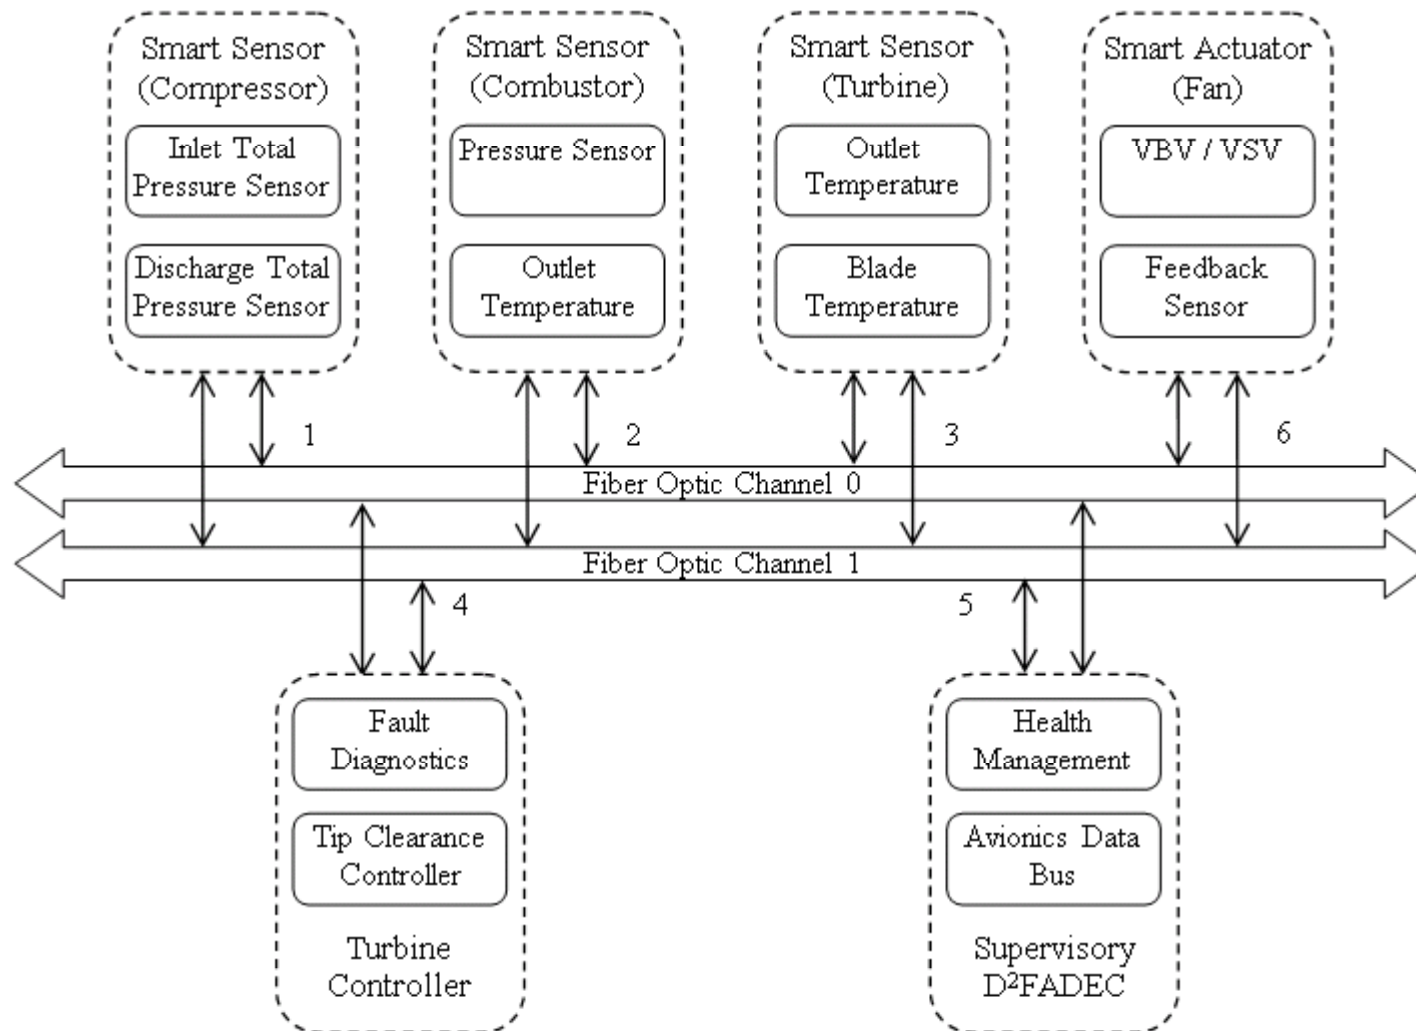 Smart Sensor
(Compressor)
Inlet Total
Pressure Sensor
Discharge Total
Pressure Sensor
Smart Sensor
(Combustor)
Pressure Sensor
Outlet
Temperature
Smart Sensor
(Turbine)
Outlet
Temperature
Blade
Temperature
Smart Actuator
(Fan)
VBV / VSV
Feedback
Sensor
1
2
3
6
Fiber Optic Channel 0
Fiber Optic Channel 1
4
5
Fault
Diagnostics
Tip Clearance
Controller
Turbine
Controller
Health
Management
Avionics Data
Bus
Supervisory
D²FADEC